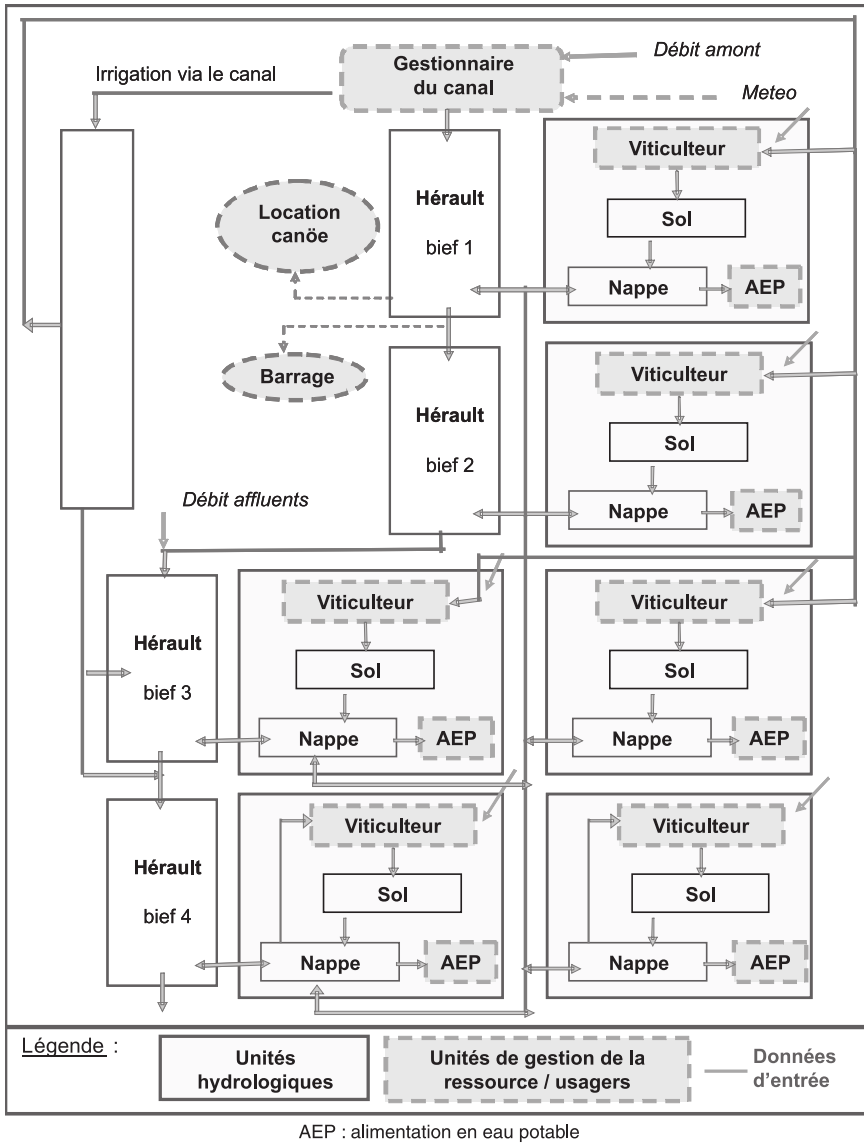 Débit amont
Gestionnaire
du canal
Irrigation via le canal
Meteo
Viticulteur
Location
canöe
Hérault
bief 1
Sol
Nappe
AEP
Barrage
Viticulteur
Hérault
bief 2
Sol
Nappe
AEP
Débit affluents
Viticulteur
Viticulteur
Hérault
bief 3
Sol
Sol
Nappe
AEP
Nappe
AEP
Viticulteur
Viticulteur
Hérault
bief 4
Sol
Sol
Nappe
AEP
Nappe
AEP
Légende :
Unités
hydrologiques
Unités de gestion de la
ressource / usagers
Données
d'entrée
AEP : alimentation en eau potable